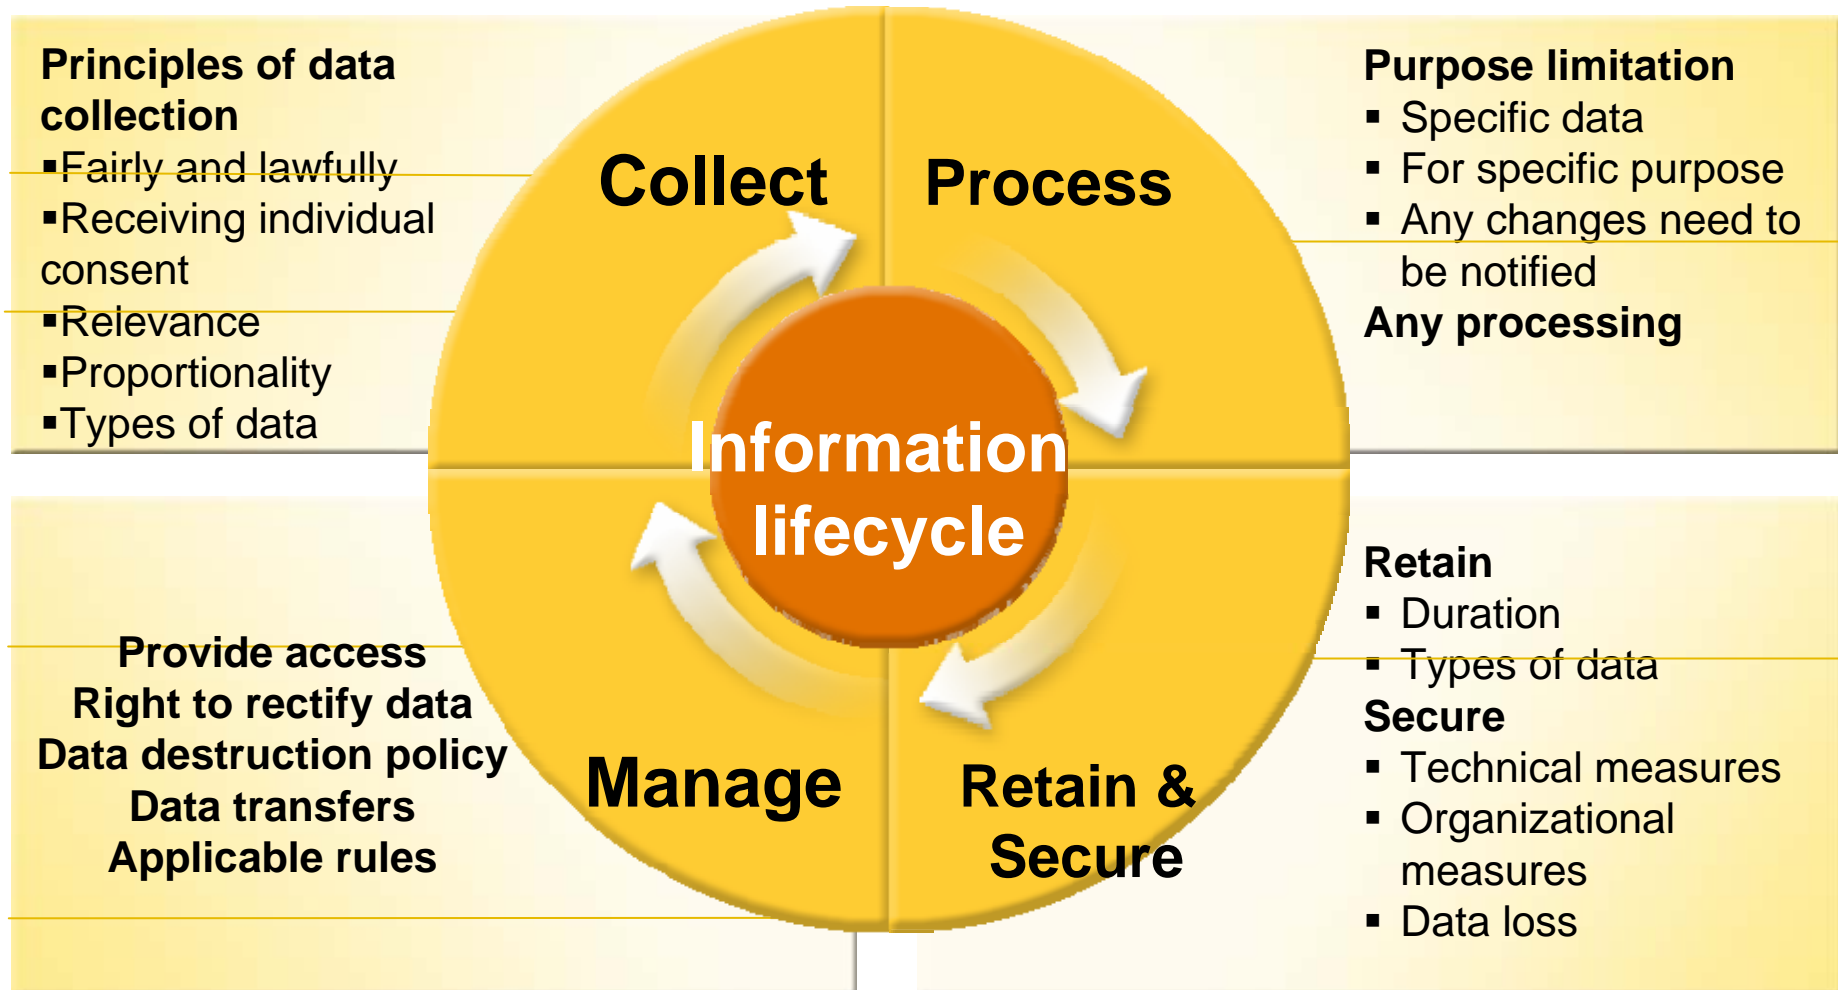 Principles of data
collection
▪Fairly and lawfully
▪Receiving individual
consent
▪Relevance
▪Proportionality
▪Types of data
Collect
Process
Purpose limitation
▪ Specific data
▪ For specific purpose
▪ Any changes need to
be notified
Any processing
Information
lifecycle
Provide access
Right to rectify data
Data destruction policy
Data transfers
Applicable rules
Manage
Retain &
Secure
Retain
▪ Duration
▪ Types of data
Secure
▪ Technical measures
▪ Organizational
measures
▪ Data loss